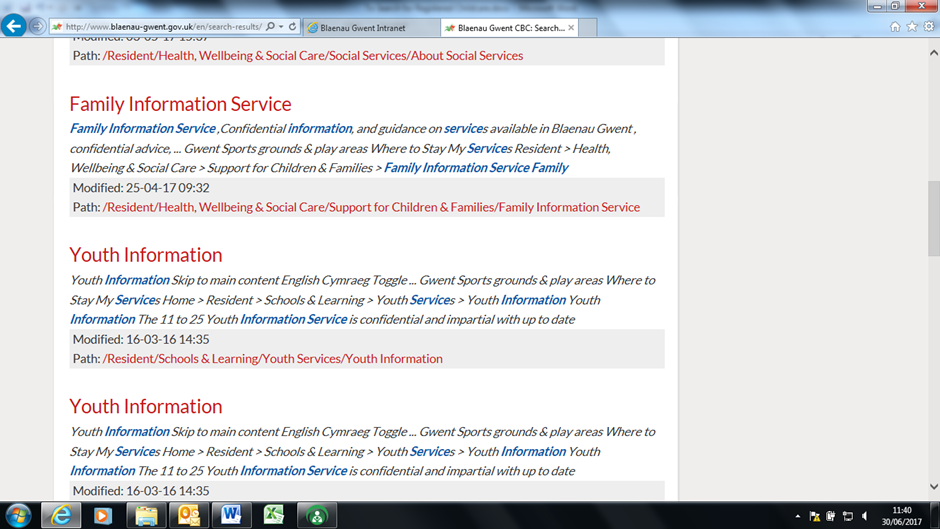 http://www.blaenau-gwent.gov.uk/en/search-results/
Blaenau Gwent Intranet
Blaenau Gwent CBC: Search...
Path: /Resident/Health, Wellbeing & Social Care/Social Services/About Social Services
Family Information Service
Family Information Service ,Confidential information, and guidance on services available in Blaenau Gwent ,
confidential advice, ... Gwent Sports grounds & play areas Where to Stay My Services Resident > Health,
Wellbeing & Social Care > Support for Children & Families > Family Information Service Family
Modified: 25-04-17 09:32
Path: /Resident/Health, Wellbeing & Social Care/Support for Children & Families/Family Information Service
Youth Information
Youth Information Skip to main content English Cymraeg Toggle ... Gwent Sports grounds & play areas Where to
Stay My Services Home > Resident > Schools & Learning > Youth Services > Youth Information Youth
Information The 11 to 25 Youth Information Service is confidential and impartial with up to date
Modified: 16-03-16 14:35
Path: /Resident/Schools & Learning/Youth Services/Youth Information
Youth Information
Youth Information Skip to main content English Cymraeg Toggle ... Gwent Sports grounds & play areas Where to
Stay My Services Home > Resident > Schools & Learning > Youth Services > Youth Information Youth
Information The 11 to 25 Youth Information Service is confidential and impartial with up to date
Modified: 16-03-16 14:35
11:40
30/06/2017